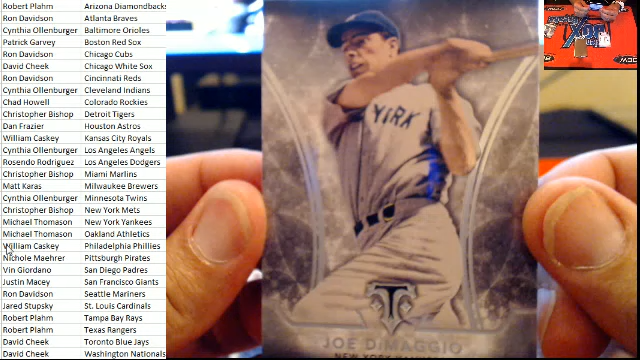 Robert Plahm Arizona Diamondbacks
Ron Davidson Atlanta Braves
Cynthia Ollenburger Baltimore Orioles
Patrick Garvey Boston Red Sox
Ron Davidson Chicago Cubs
David Cheek Chicago White Sox
Ron Davidson Cincinnati Reds
Cynthia Ollenburger Cleveland Indians
Chad Howell Colorado Rockies
Christopher Bishop Detroit Tigers
Dan Frazier Houston Astros
William Caskey Kansas City Royals
Cynthia Ollenburger Los Angeles Angels
Rosendo Rodriguez Los Angeles Dodgers
Christopher Bishop Miami Marlins
Matt Karas Milwaukee Brewers
Cynthia Ollenburger Minnesota Twins
Christopher Bishop New York Mets
Michael Thomason New York Yankees
Michael Thomason Oakland Athletics
William Caskey Philadelphia Phillies
Nichole Maehrer Pittsburgh Pirates
Vin Giordano San Diego Padres
Justin Macey San Francisco Giants
Ron Davidson Seattle Mariners
Jared Stupsky St. Louis Cardinals
Robert Plahm Tampa Bay Rays
Robert Plahm Texas Rangers
David Cheek Toronto Blue Jays
David Cheek Washington Nationals
YORK
T
JOE DiMAGGIO
NEW YORK